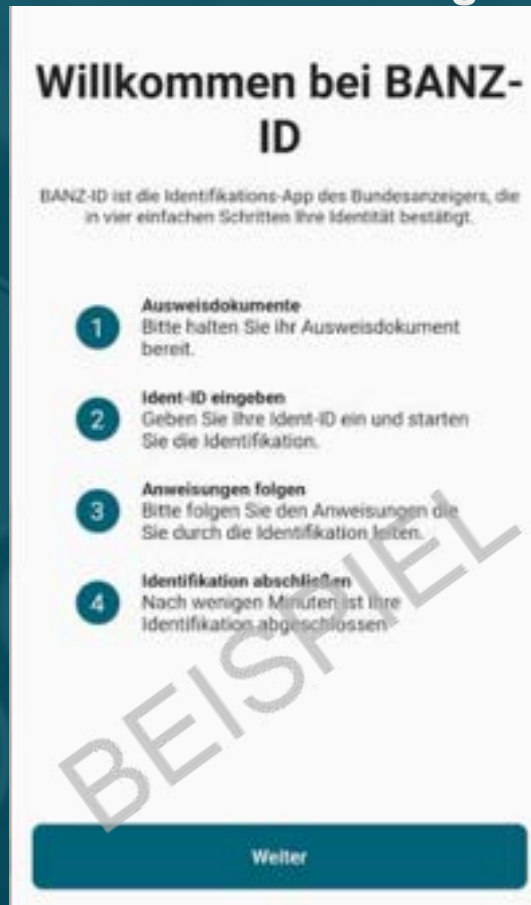 Willkommen bei BANZ-
ID
BANZ-ID ist die Identifikations-App des Bundesanzeigers, die
in vier einfachen Schritten Ihre Identität bestätigt.
1
Ausweisdokumente
Bitte halten Sie ihr Ausweisdokument
bereit.
2
Ident-ID eingeben
Geben Sie Ihre Ident-ID ein und starten
Sie die Identifikation.
3
Anweisungen folgen
Bitte folgen Sie den Anweisungen die
Sie durch die Identifikation leiten.
4
Identifikation abschließen
Nach wenigen Minuten ist Ihre
Identifikation abgeschlossen
BEISPIEL
Weiter